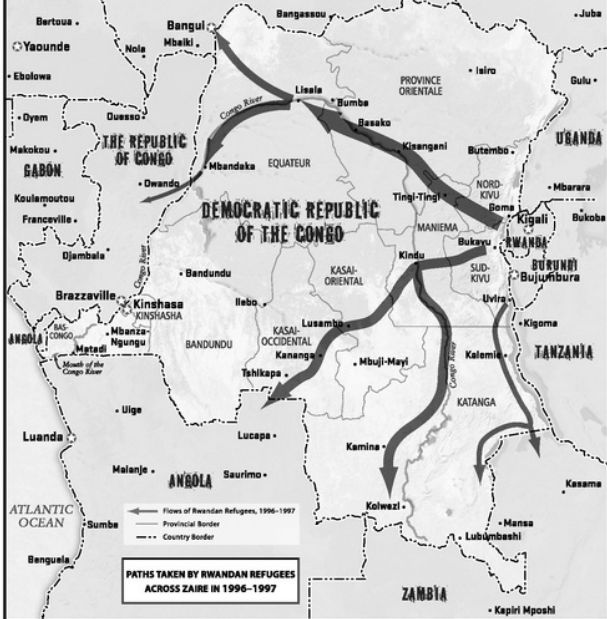 Bertoua
Bangui
Bangassou
Juba
Yaounde
Nola
Mbaiki
Ebolowa
Isiro
Gulu
PROVINCE
ORIENTALE
Lisala
Bumba
Congo River
Basako
Oyem
Ouesso
Kisangani
Butembo
UGANDA
THE REPUBLIC
OF CONGO
Makokou
GABON
EQUATEUR
Mbandaka
Owando
Koulamoutou
Franceville
Tingi-Tingi
NORD-
KIVU
Mbarara
Goma
Kigali
Bukoba
DEMOCRATIC REPUBLIC
OF THE CONGO
MANIEMA
Bukavu
RWANDA
Djambala
Congo River
Kindu
SUD-
KIVU
BURUNDI
Bujumbura
Bandundu
KASAI-
ORIENTAL
Uvira
Brazzaville
Kinshasa
KINSHASHA
Ilebo
Kigoma
ANGOLA
BAS-
CONGO
Mbanza-
Ngungu
Matadi
Mouth of the
Congo River
BANDUNDU
KASAI-
OCCIDENTAL
Lusambo
Kananga
Mbuji-Mayi
Tshikapa
Congo River
Kalemie
TANZANIA
KATANGA
Uige
Luanda
Lucapa
Kamina
Malanje
ANGOLA
Saurimo
Kasama
ATLANTIC
OCEAN
Sumbe
Kolwezi
Flows of Rwandan Refugees, 1996–1997
Provincial Border
Country Border
Mansa
Lubumbashi
Benguela
PATHS TAKEN BY RWANDAN REFUGEES
ACROSS ZAIRE IN 1996–1997
ZAMBIA
Kapiri Mposhi